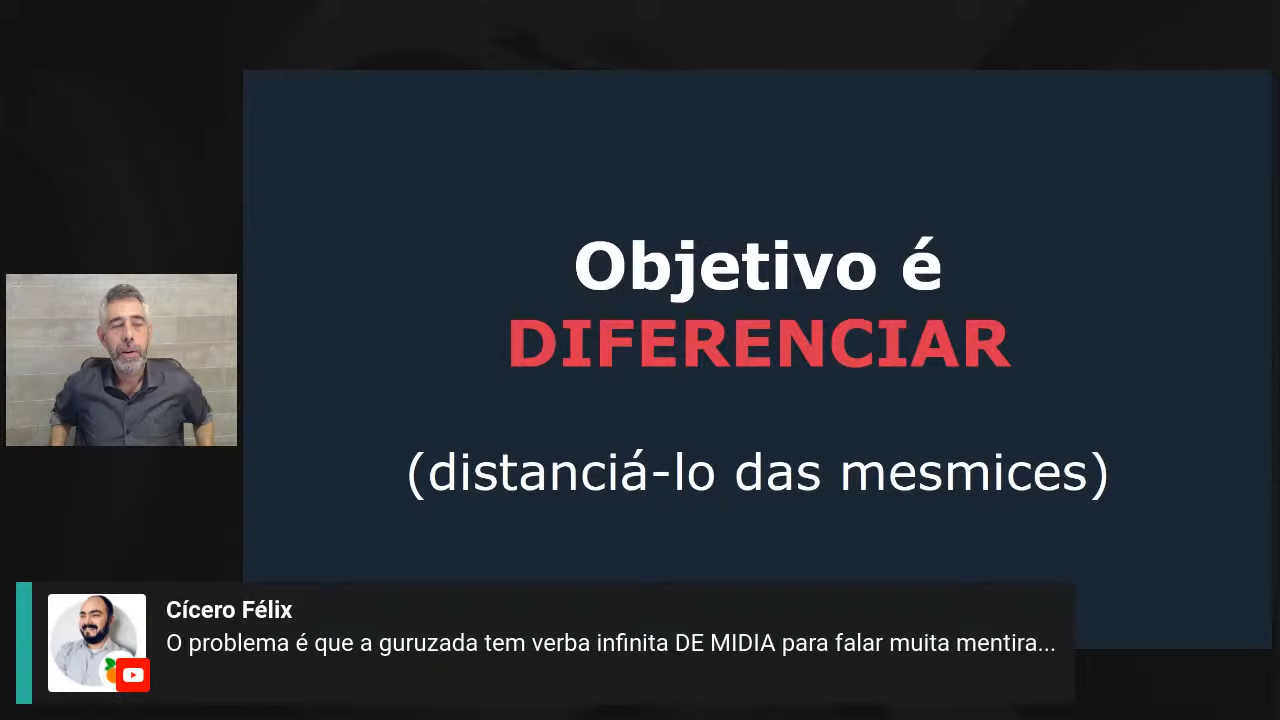 Objetivo é
DIFERENCIAR
(distanciá-lo das mesmices)
Cícero Félix
O problema é que a guruzada tem verba infinita DE MIDIA para falar muita mentira...